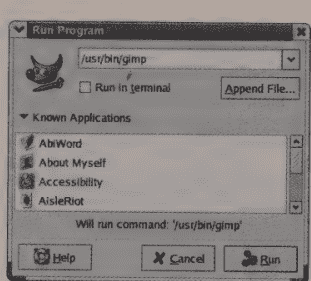 Run Program
/usr/bin/gimp
Run in terminal
Append File...
Known Applications
AbiWord
About Myself
Accessibility
AisleRiot
Will run command: '/usr/bin/gimp'
Help
Cancel
Run